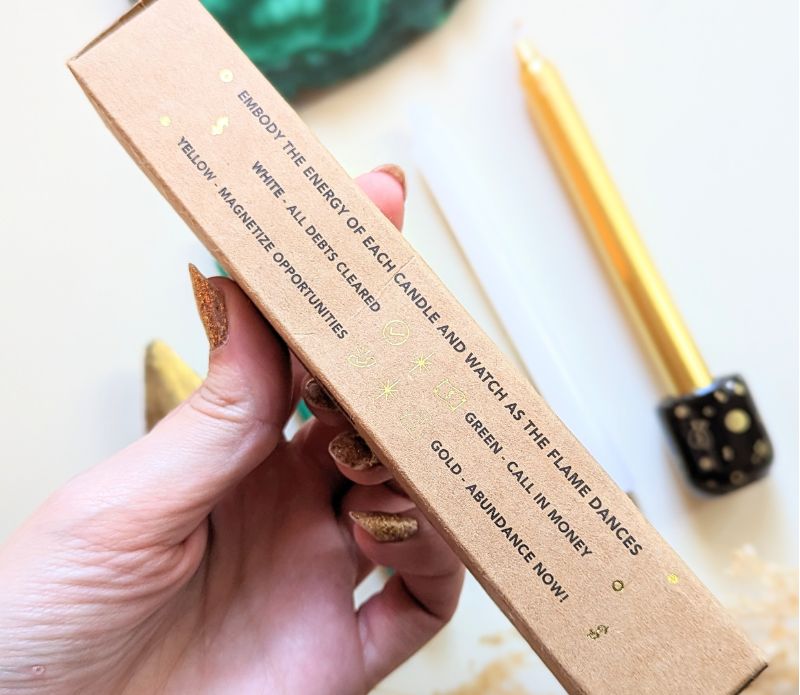 EMBODY THE ENERGY OF EACH CANDLE AND WATCH AS THE FLAME DANCES
WHITE - ALL DEBTS CLEARED
YELLOW - MAGNETIZE OPPORTUNITIES
GREEN - CALL IN MONEY
GOLD - ABUNDANCE NOW!